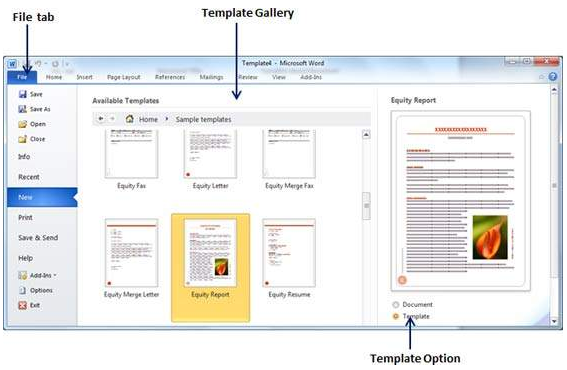 Template Gallery
File tab
Template4 - Microsoft Word
File Home Insert Page Layout References Mailings Review View Add-Ins
Save
Save As
Open
Close
Info
Recent
New
Print
Save & Send
Help
Add-Ins
Options
Exit
Available Templates
Home Sample templates
Equity Fax Equity Letter Equity Merge Fax
Equity Merge Letter Equity Report Equity Resume
Equity Report
XXXXXXXXXXXX
Document
Template
Template Option